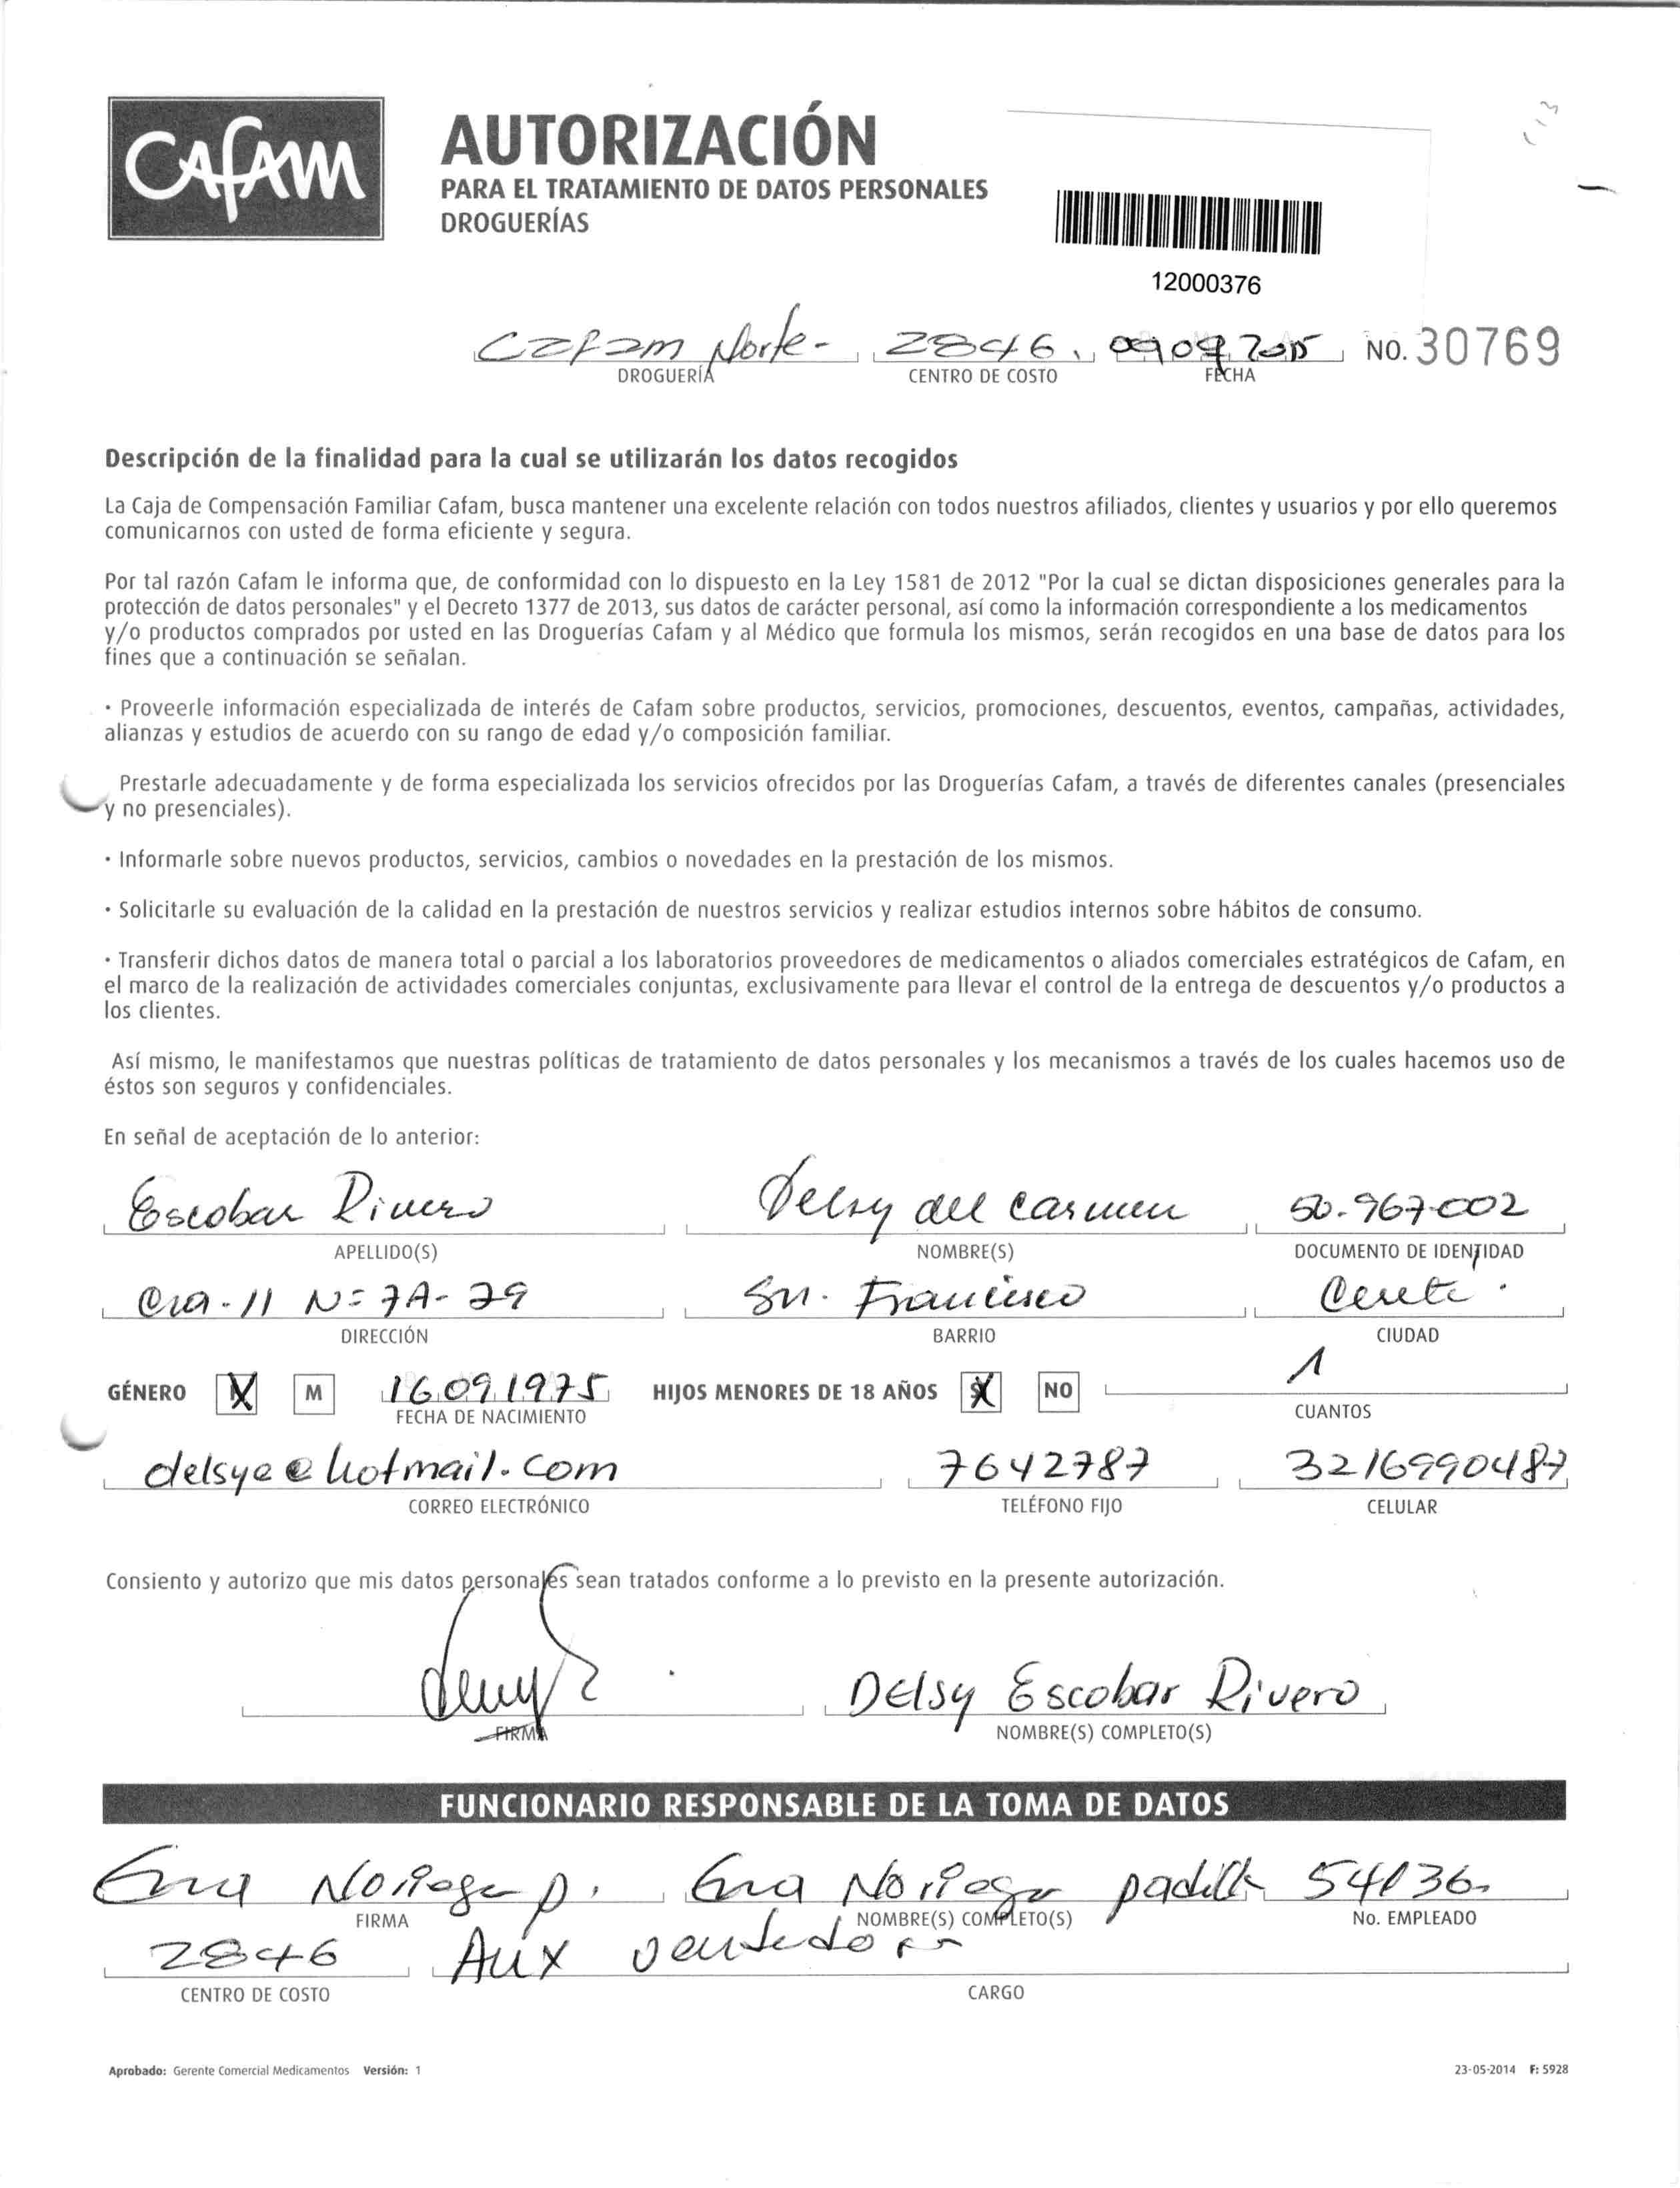 CAFAM
AUTORIZACIÓN
PARA EL TRATAMIENTO DE DATOS PERSONALES
DROGUERÍAS
12000376
Cafam Norte- 2846. 09 09 2015 NO. 30769
DROGUERÍA CENTRO DE COSTO FECHA
Descripción de la finalidad para la cual se utilizarán los datos recogidos
La Caja de Compensación Familiar Cafam, busca mantener una excelente relación con todos nuestros afiliados, clientes y usuarios y por ello queremos
comunicarnos con usted de forma eficiente y segura.
Por tal razón Cafam le informa que, de conformidad con lo dispuesto en la Ley 1581 de 2012 "Por la cual se dictan disposiciones generales para la
protección de datos personales" y el Decreto 1377 de 2013, sus datos de carácter personal, así como la información correspondiente a los medicamentos
y/o productos comprados por usted en las Droguerías Cafam y al Médico que formula los mismos, serán recogidos en una base de datos para los
fines que a continuación se señalan.
· Proveerle información especializada de interés de Cafam sobre productos, servicios, promociones, descuentos, eventos, campañas, actividades,
alianzas y estudios de acuerdo con su rango de edad y/o composición familiar.
Prestarle adecuadamente y de forma especializada los servicios ofrecidos por las Droguerías Cafam, a través de diferentes canales (presenciales
y no presenciales).
· Informarle sobre nuevos productos, servicios, cambios o novedades en la prestación de los mismos.
· Solicitarle su evaluación de la calidad en la prestación de nuestros servicios y realizar estudios internos sobre hábitos de consumo.
· Transferir dichos datos de manera total o parcial a los laboratorios proveedores de medicamentos o aliados comerciales estratégicos de Cafam, en
el marco de la realización de actividades comerciales conjuntas, exclusivamente para llevar el control de la entrega de descuentos y/o productos a
los clientes.
Así mismo, le manifestamos que nuestras políticas de tratamiento de datos personales y los mecanismos a través de los cuales hacemos uso de
éstos son seguros y confidenciales.
En señal de aceptación de lo anterior:
Escobar Rivero Delsy del Carmen 50.967.002
APELLIDO(S) NOMBRE(S) DOCUMENTO DE IDENTIDAD
Cra. 11 N= 7A- 79 Sn. Francisco Cerete.
DIRECCIÓN BARRIO CIUDAD
GÉNERO X M 16 09 1975 HIJOS MENORES DE 18 AÑOS X NO 1
FECHA DE NACIMIENTO CUANTOS
delsye@hotmail.com 7642787 3216990487
CORREO ELECTRÓNICO TELÉFONO FIJO CELULAR
Consiento y autorizo que mis datos personales sean tratados conforme a lo previsto en la presente autorización.
Delsy Escobar Rivero
FIRMA NOMBRE(S) COMPLETO(S)
FUNCIONARIO RESPONSABLE DE LA TOMA DE DATOS
Ena Noriega p. Ena Noriega padilla 54136
FIRMA NOMBRE(S) COMPLETO(S) No. EMPLEADO
2846 Aux vendedora
CENTRO DE COSTO CARGO
Aprobado: Gerente Comercial Medicamentos Versión: 1 23-05-2014 F: 5928